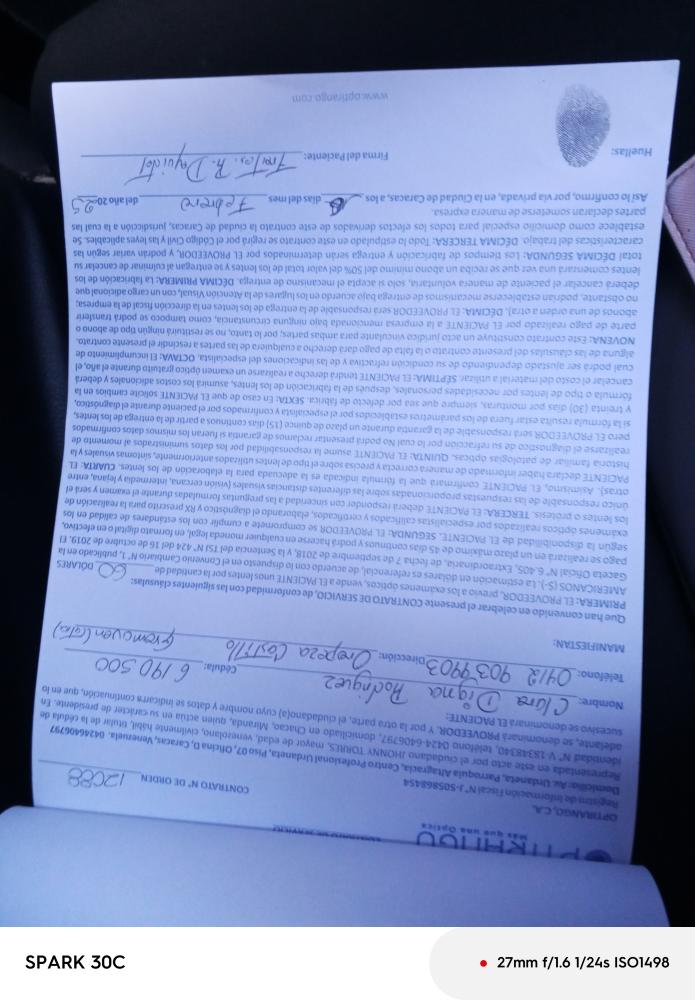 OPTIRANGO
Más que una Óptica
CONTRATO DE SERVICIO
OPTIRANGO, C.A.
Registro de Información Fiscal N° J-505868454
CONTRATO N° DE ORDEN 12088
Domicilio: Av. Urdaneta, Parroquia Altagracia, Centro Profesional Urdaneta, Piso 07, Oficina D, Caracas, Venezuela. 04246406797
Representada en este acto por el ciudadano JHONNY TORRES, mayor de edad, venezolano, civilmente hábil, titular de la cédula de
identidad N° V 18348340, teléfono 0424-6406797, domiciliado en Chacao, Miranda, quien actúa en su carácter de presidente. En
adelante, se denominará PROVEEDOR. Y por la otra parte, el ciudadano(a) cuyo nombre y datos se indicarán a continuación, que en lo
sucesivo se denominará EL PACIENTE:
Nombre: Clara Digna Rodriguez Cédula: 6 140 500
Teléfono: 0412 9034903 Dirección: Oropeza Castillo
MANIFIESTAN:
Que han convenido en celebrar el presente CONTRATO DE SERVICIO, de conformidad con las siguientes cláusulas:
PRIMERA: EL PROVEEDOR, previo a los exámenes ópticos, vende a EL PACIENTE unos lentes por la cantidad de 60 DÓLARES
AMERICANOS ($-). La estimación en dólares es referencial, de acuerdo con lo dispuesto en el Convenio Cambiario N° 1, publicado en la
Gaceta Oficial N° 6.405, Extraordinaria, de fecha 7 de septiembre de 2018, y la Sentencia del TSJ N° 424 del 16 de octubre de 2019. El
pago se realizará en un plazo máximo de 45 días continuos y podrá hacerse en cualquier moneda legal, en formato digital o en efectivo,
según la disponibilidad de EL PACIENTE. SEGUNDA: EL PROVEEDOR se compromete a cumplir con los estándares de calidad en los
exámenes ópticos realizados por especialistas calificados y certificados, elaborando el diagnóstico y RX prescrito para la realización de
los lentes o prótesis. TERCERA: EL PACIENTE deberá responder con sinceridad a las preguntas formuladas durante el examen y será el
único responsable de las respuestas proporcionadas sobre las diferentes distancias visuales (visión cercana, intermedia y lejana, entre
otras). Asimismo, EL PACIENTE confirmará que la fórmula indicada es la adecuada para la elaboración de los lentes. CUARTA: EL
PACIENTE declara haber informado de manera correcta y precisa sobre el tipo de lentes utilizados anteriormente, síntomas visuales y la
historia familiar de patologías ópticas. QUINTA: EL PACIENTE asume la responsabilidad por los datos suministrados al momento de
realizarse el diagnóstico de su refracción por lo cual No podrá presentar reclamos de garantía si fueron los mismos datos confirmados
pero EL PROVEEDOR será responsable de la garantía durante un plazo de quince (15) días continuos a partir de la entrega de los lentes,
si la fórmula resulta estar fuera de los parámetros establecidos por el especialista y confirmados por el paciente durante el diagnóstico,
y treinta (30) días por monturas, siempre que sea por defecto de fábrica. SEXTA: En caso de que EL PACIENTE solicite cambios en la
fórmula o tipo de lentes por necesidades personales, después de la fabricación de los lentes, asumirá los costos adicionales y deberá
cancelar el costo del material a utilizar. SÉPTIMA: EL PACIENTE tendrá derecho a realizarse un examen óptico gratuito durante el año, el
cual podrá ser ajustado dependiendo de su condición refractiva y de las indicaciones del especialista. OCTAVA: El incumplimiento de
alguna de las cláusulas del presente contrato o la falta de pago dará derecho a cualquiera de las partes a rescindir el presente contrato.
NOVENA: Este contrato constituye un acto jurídico vinculante para ambas partes; por lo tanto, no se restituirá ningún tipo de abono o
parte de pago realizado por EL PACIENTE a la empresa mencionada bajo ninguna circunstancia, como tampoco se podrá transferir
abonos de una orden a otra). DÉCIMA: EL PROVEEDOR será responsable de la entrega de los lentes en la dirección fiscal de la empresa;
no obstante, podrían establecerse mecanismos de entrega bajo acuerdo en los lugares de la Atención Visual, con un cargo adicional que
deberá cancelar el paciente de manera voluntaria, solo si acepta el mecanismo de entrega. DÉCIMA PRIMERA: La fabricación de los
lentes comenzará una vez que se reciba un abono mínimo del 50% del valor total de los lentes y se entregará al culminar de cancelar su
total DÉCIMA SEGUNDA: Los tiempos de fabricación y entrega serán determinados por EL PROVEEDOR, y podrán variar según las
características del trabajo. DÉCIMA TERCERA: Todo lo estipulado en este contrato se regirá por el Código Civil y las leyes aplicables. Se
establece como domicilio especial para todos los efectos derivados de este contrato la ciudad de Caracas, jurisdicción a la cual las
partes declaran someterse de manera expresa.
Así lo confirmo, por vía privada, en la Ciudad de Caracas, a los días del mes Febrero del año 2025
Huellas:
Firma del Paciente:
www.optirango.com
SPARK 30C
27mm f/1.6 1/24s ISO1498